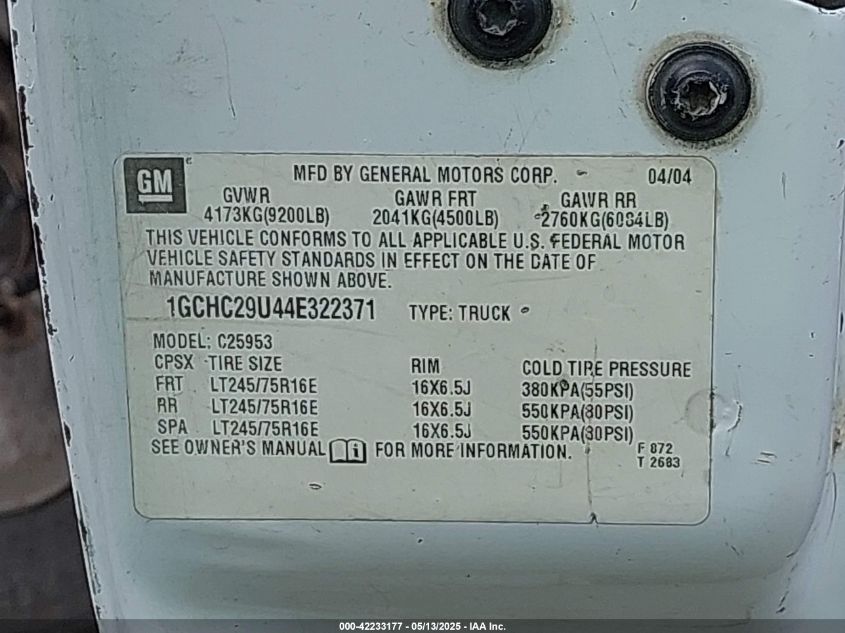 GM
MFD BY GENERAL MOTORS CORP. 04/04
GVWR GAWR FRT GAWR RR
4173KG(9200LB) 2041KG(4500LB) 2760KG(6084LB)
THIS VEHICLE CONFORMS TO ALL APPLICABLE U.S. FEDERAL MOTOR
VEHICLE SAFETY STANDARDS IN EFFECT ON THE DATE OF
MANUFACTURE SHOWN ABOVE.
1GCHC29U44E322371 TYPE: TRUCK
MODEL: C25953
CPSX TIRE SIZE RIM COLD TIRE PRESSURE
FRT LT245/75R16E 16X6.5J 380KPA(55PSI)
RR LT245/75R16E 16X6.5J 550KPA(80PSI)
SPA LT245/75R16E 16X6.5J 550KPA(80PSI)
SEE OWNER'S MANUAL FOR MORE INFORMATION.
F 872
T 2683
000-42233177 - 05/13/2025 - IAA Inc.